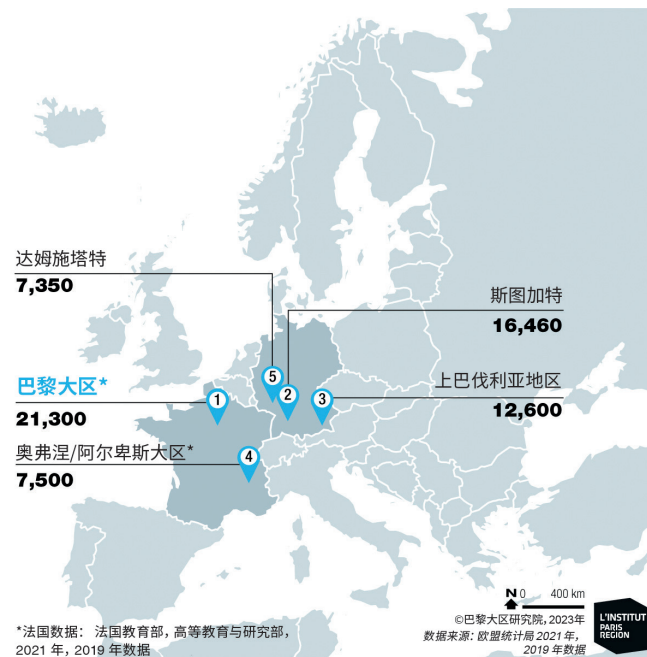 达姆施塔特
7,350
斯图加特
16,460
5
巴黎大区*
1
2
3
上巴伐利亚地区
21,300
12,600
奥弗涅/阿尔卑斯大区*
4
7,500
N 0 400 km
©巴黎大区研究院, 2023年
*法国数据： 法国教育部，高等教育与研究部，
2021 年，2019 年数据
数据来源：欧盟统计局 2021 年，
2019 年数据
L'INSTITUT
PARIS
REGION